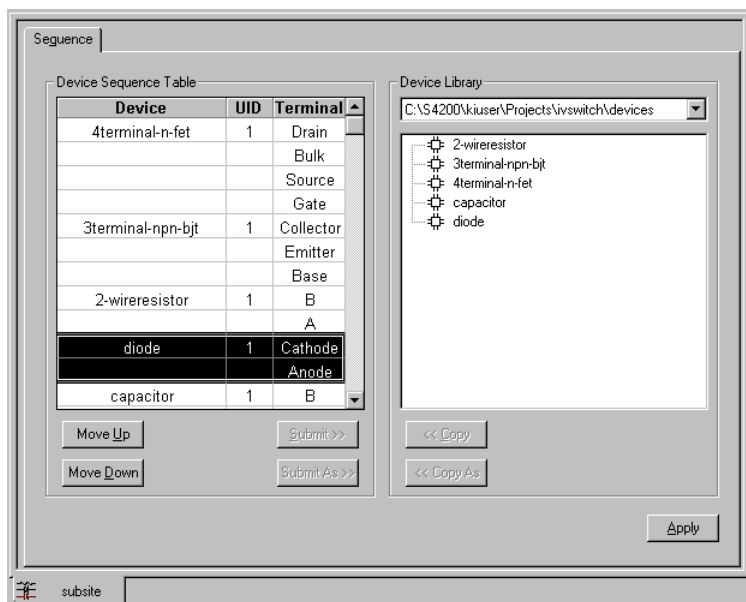 Sequence
Device Sequence Table
Device UID Terminal
4terminal-n-fet 1 Drain
Bulk
Source
Gate
3terminal-npn-bjt 1 Collector
Emitter
Base
2-wireresistor 1 B
A
diode 1 Cathode
Anode
capacitor 1 B
Move Up
Submit >>
Move Down
Submit As >>
Device Library
C:\S4200\kiuser\Projects\ivswitch\devices
2-wireresistor
3terminal-npn-bjt
4terminal-n-fet
capacitor
diode
<< Copy
<< Copy As
Apply
subsite